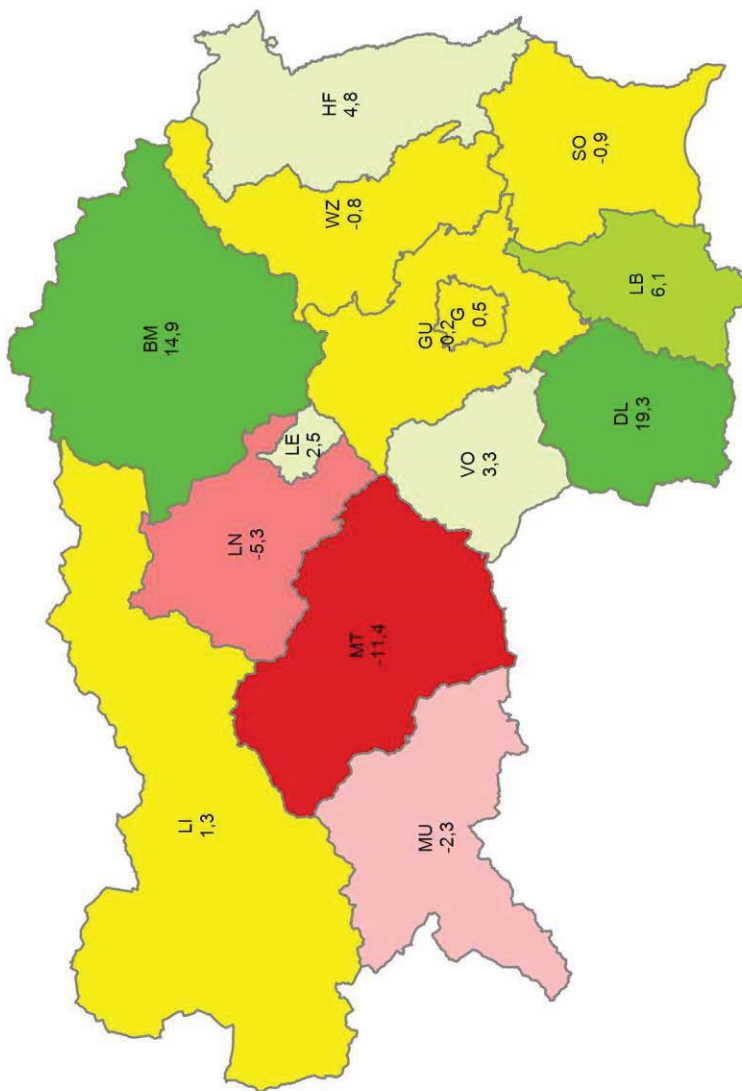 BM
14,9
LI
1,3
LN
-5,3
LE
2,5
HF
4,8
WZ
-0,8
MT
-11,4
MU
-2,3
GU
-0,2
G
0,5
VO
3,3
SO
-0,9
DL
19,3
LB
6,1